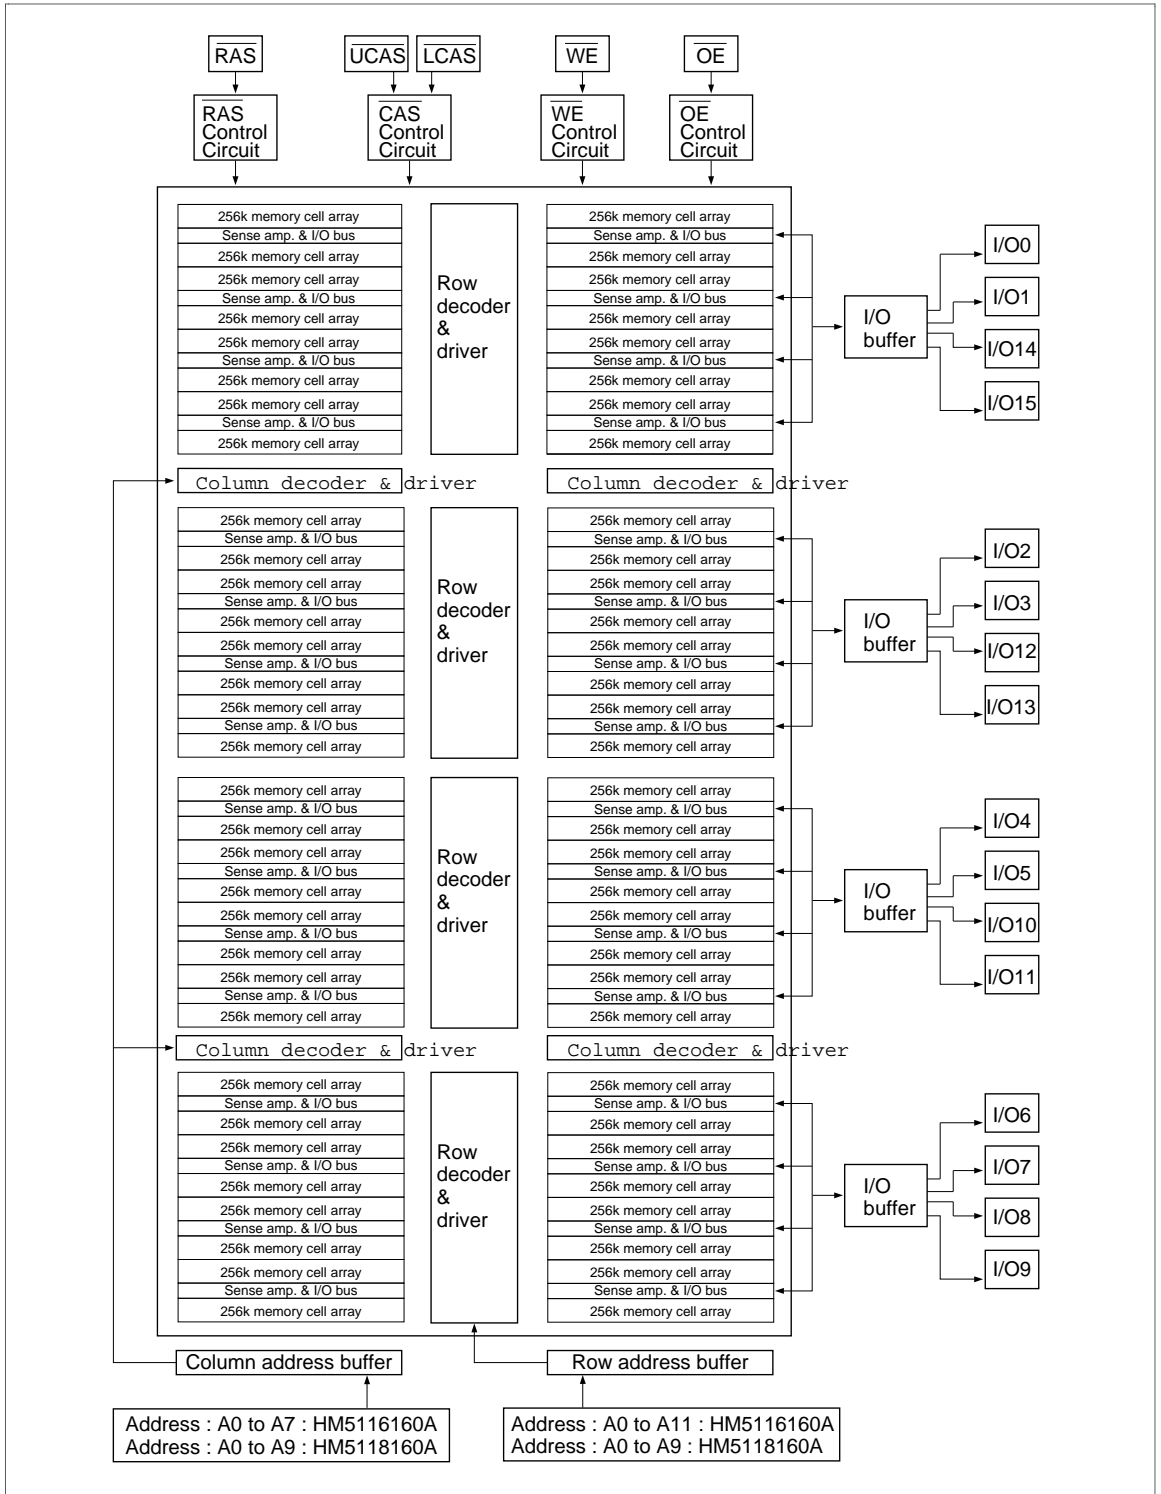 RAS
UCAS
LCAS
WE
OE
RAS
Control
Circuit
CAS
Control
Circuit
WE
Control
Circuit
OE
Control
Circuit
256k memory cell array
Sense amp. & I/O bus
256k memory cell array
256k memory cell array
Sense amp. & I/O bus
256k memory cell array
256k memory cell array
Sense amp. & I/O bus
256k memory cell array
256k memory cell array
Sense amp. & I/O bus
256k memory cell array
Row
decoder
&
driver
256k memory cell array
Sense amp. & I/O bus
256k memory cell array
256k memory cell array
Sense amp. & I/O bus
256k memory cell array
256k memory cell array
Sense amp. & I/O bus
256k memory cell array
256k memory cell array
Sense amp. & I/O bus
256k memory cell array
I/O
buffer
I/O0
I/O1
I/O14
I/O15
Column decoder & driver
Column decoder & driver
256k memory cell array
Sense amp. & I/O bus
256k memory cell array
256k memory cell array
Sense amp. & I/O bus
256k memory cell array
256k memory cell array
Sense amp. & I/O bus
256k memory cell array
256k memory cell array
Sense amp. & I/O bus
256k memory cell array
Row
decoder
&
driver
256k memory cell array
Sense amp. & I/O bus
256k memory cell array
256k memory cell array
Sense amp. & I/O bus
256k memory cell array
256k memory cell array
Sense amp. & I/O bus
256k memory cell array
256k memory cell array
Sense amp. & I/O bus
256k memory cell array
I/O
buffer
I/O2
I/O3
I/O12
I/O13
256k memory cell array
Sense amp. & I/O bus
256k memory cell array
256k memory cell array
Sense amp. & I/O bus
256k memory cell array
256k memory cell array
Sense amp. & I/O bus
256k memory cell array
256k memory cell array
Sense amp. & I/O bus
256k memory cell array
Row
decoder
&
driver
256k memory cell array
Sense amp. & I/O bus
256k memory cell array
256k memory cell array
Sense amp. & I/O bus
256k memory cell array
256k memory cell array
Sense amp. & I/O bus
256k memory cell array
256k memory cell array
Sense amp. & I/O bus
256k memory cell array
I/O
buffer
I/O4
I/O5
I/O10
I/O11
Column decoder & driver
Column decoder & driver
256k memory cell array
Sense amp. & I/O bus
256k memory cell array
256k memory cell array
Sense amp. & I/O bus
256k memory cell array
256k memory cell array
Sense amp. & I/O bus
256k memory cell array
256k memory cell array
Sense amp. & I/O bus
256k memory cell array
Row
decoder
&
driver
256k memory cell array
Sense amp. & I/O bus
256k memory cell array
256k memory cell array
Sense amp. & I/O bus
256k memory cell array
256k memory cell array
Sense amp. & I/O bus
256k memory cell array
256k memory cell array
Sense amp. & I/O bus
256k memory cell array
I/O
buffer
I/O6
I/O7
I/O8
I/O9
Column address buffer
Row address buffer
Address : A0 to A7 : HM5116160A
Address : A0 to A9 : HM5118160A
Address : A0 to A11 : HM5116160A
Address : A0 to A9 : HM5118160A